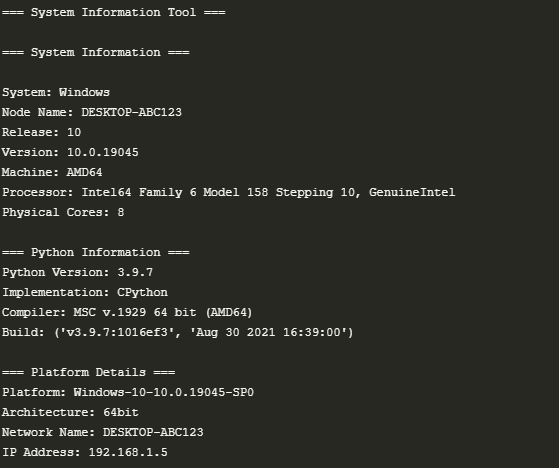 === System Information Tool ===
=== System Information ===
System: Windows
Node Name: DESKTOP-ABC123
Release: 10
Version: 10.0.19045
Machine: AMD64
Processor: Intel64 Family 6 Model 158 Stepping 10, GenuineIntel
Physical Cores: 8
=== Python Information ===
Python Version: 3.9.7
Implementation: CPython
Compiler: MSC v.1929 64 bit (AMD64)
Build: ('v3.9.7:1016ef3', 'Aug 30 2021 16:39:00')
=== Platform Details ===
Platform: Windows-10-10.0.19045-SP0
Architecture: 64bit
Network Name: DESKTOP-ABC123
IP Address: 192.168.1.5